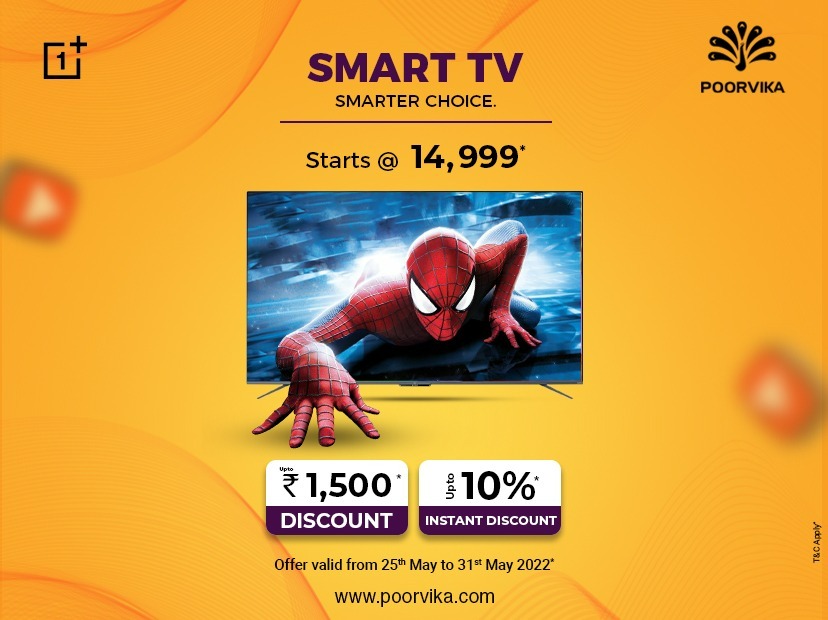 1+
POORVIKA
SMART TV
SMARTER CHOICE.
Starts @ 14,999*
Upto
₹ 1,500*
DISCOUNT
Upto 10%*
INSTANT DISCOUNT
Offer valid from 25th May to 31st May 2022*
www.poorvika.com
T&C Apply*